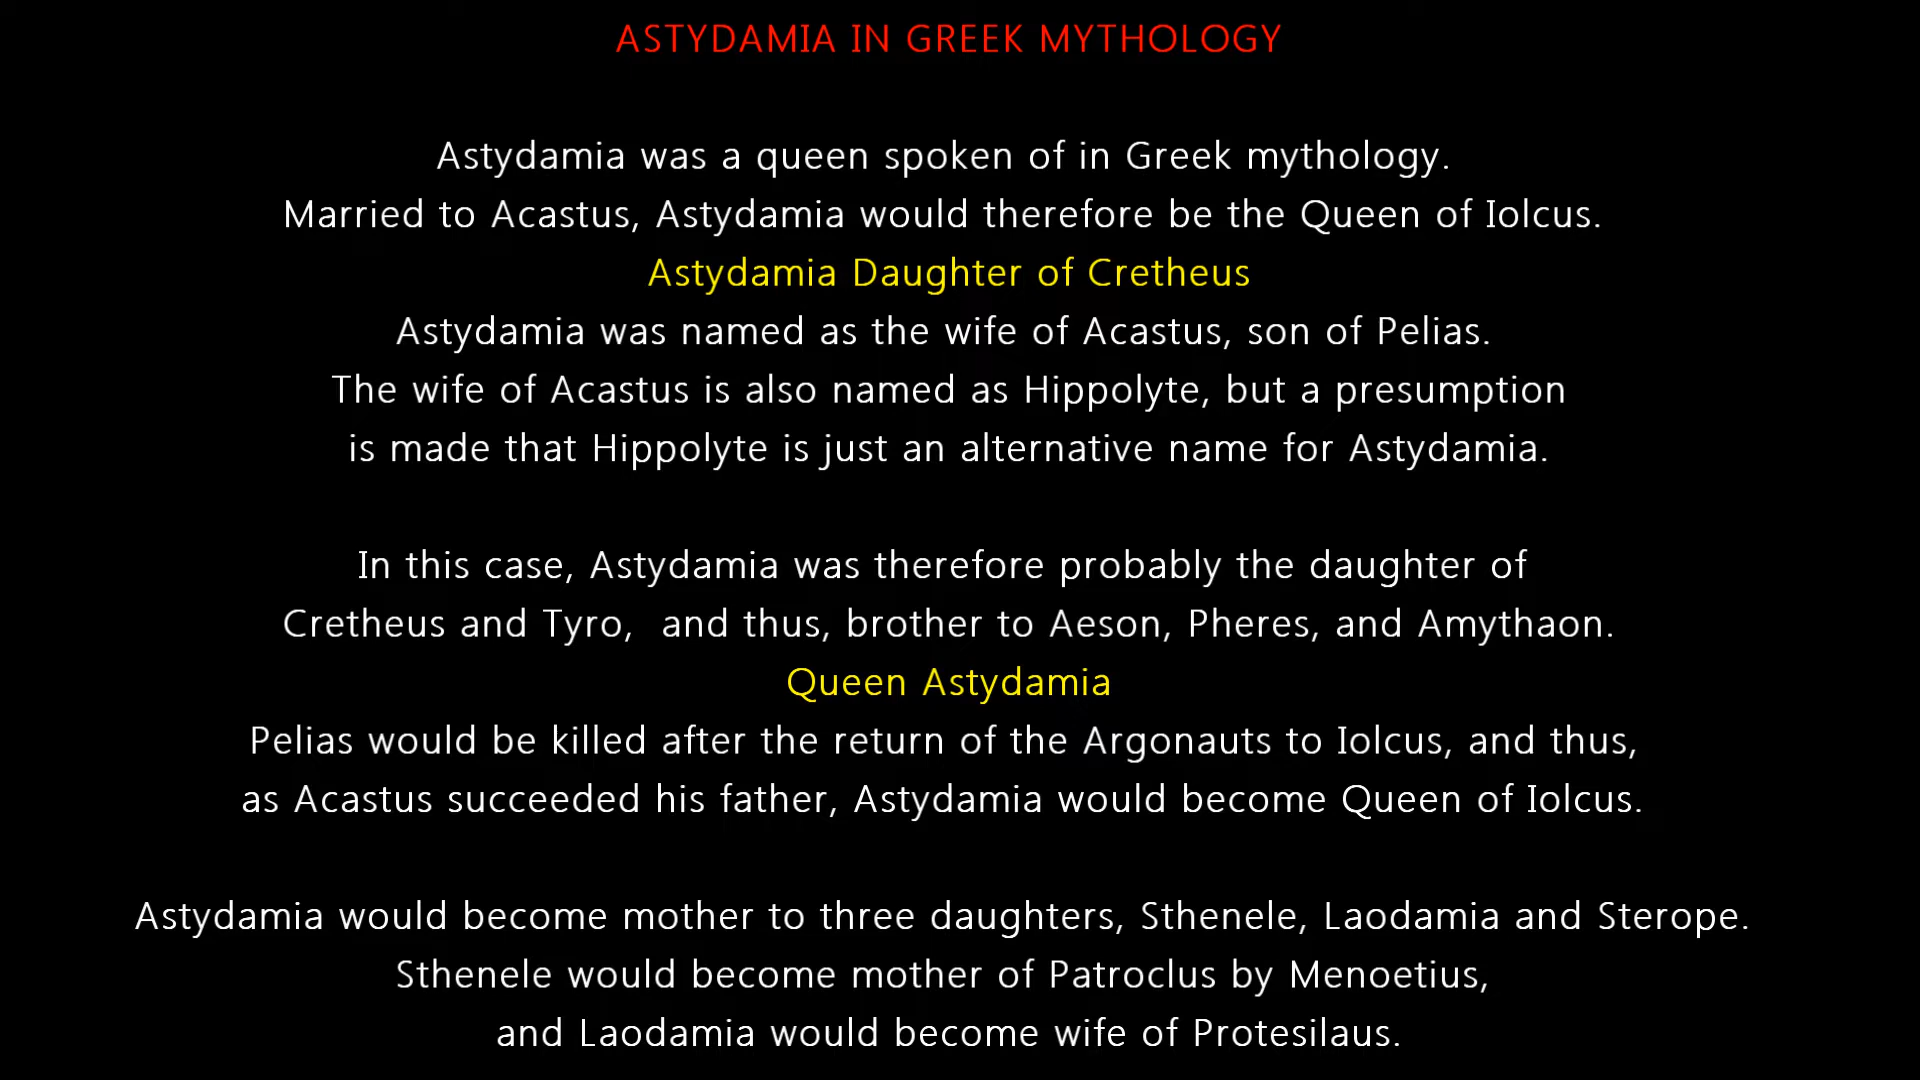 ASTYDAMIA IN GREEK MYTHOLOGY
Astydamia was a queen spoken of in Greek mythology.
Married to Acastus, Astydamia would therefore be the Queen of Iolcus.
Astydamia Daughter of Cretheus
Astydamia was named as the wife of Acastus, son of Pelias.
The wife of Acastus is also named as Hippolyte, but a presumption
is made that Hippolyte is just an alternative name for Astydamia.
In this case, Astydamia was therefore probably the daughter of
Cretheus and Tyro,  and thus, brother to Aeson, Pheres, and Amythaon.
Queen Astydamia
Pelias would be killed after the return of the Argonauts to Iolcus, and thus,
as Acastus succeeded his father, Astydamia would become Queen of Iolcus.
Astydamia would become mother to three daughters, Sthenele, Laodamia and Sterope.
Sthenele would become mother of Patroclus by Menoetius,
and Laodamia would become wife of Protesilaus.